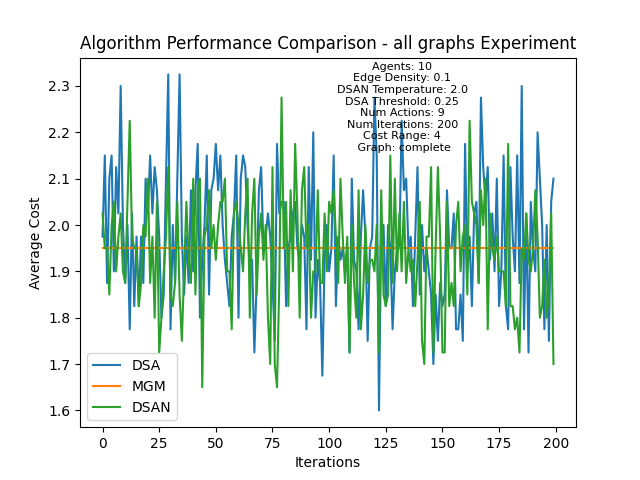 Algorithm Performance Comparison - all graphs Experiment
Agents: 10
Edge Density: 0.1
DSAN Temperature: 2.0
DSA Threshold: 0.25
Num Actions: 9
Num Iterations: 200
Cost Range: 4
Graph: complete
Average Cost
2.3
2.2
2.1
2.0
1.9
1.8
1.7
1.6
DSA
MGM
DSAN
0 25 50 75 100 125 150 175 200
Iterations